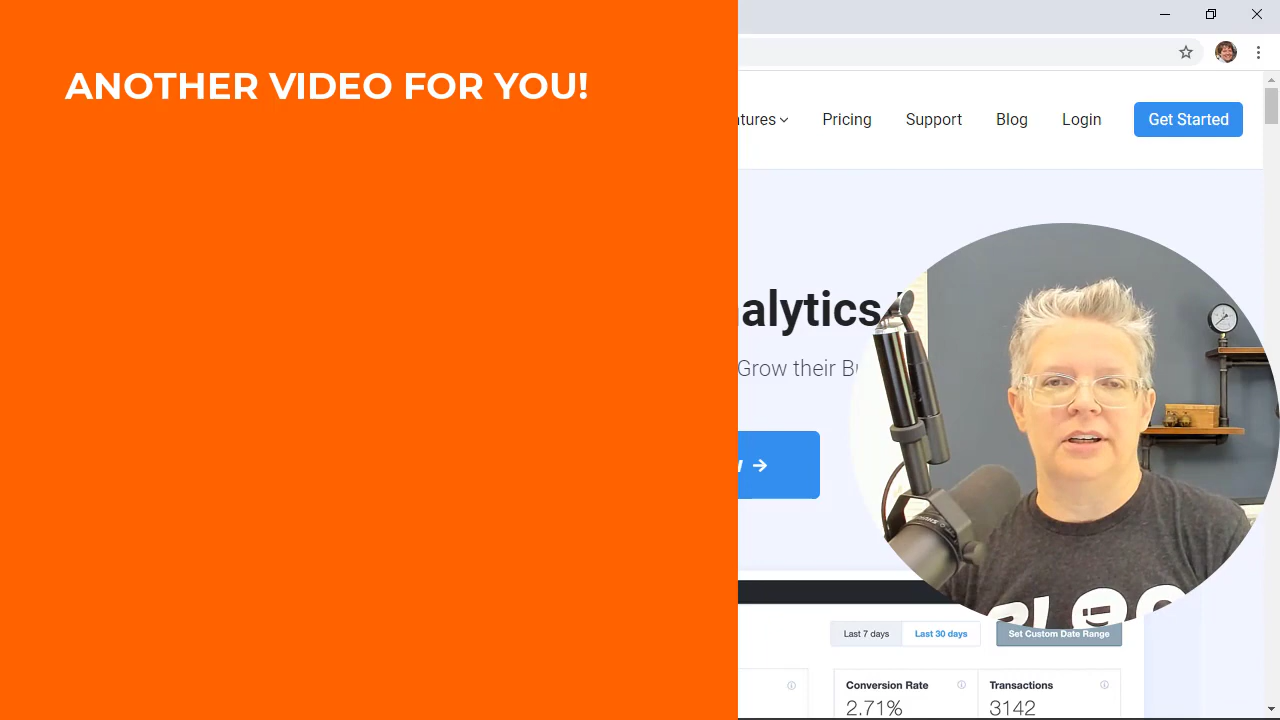 ANOTHER VIDEO FOR YOU!
Pricing
Support
Blog
Login
Get Started
Grow their
Last 7 days
Last 30 days
Set Custom Date Range
Conversion Rate
Transactions
2.71%
3142